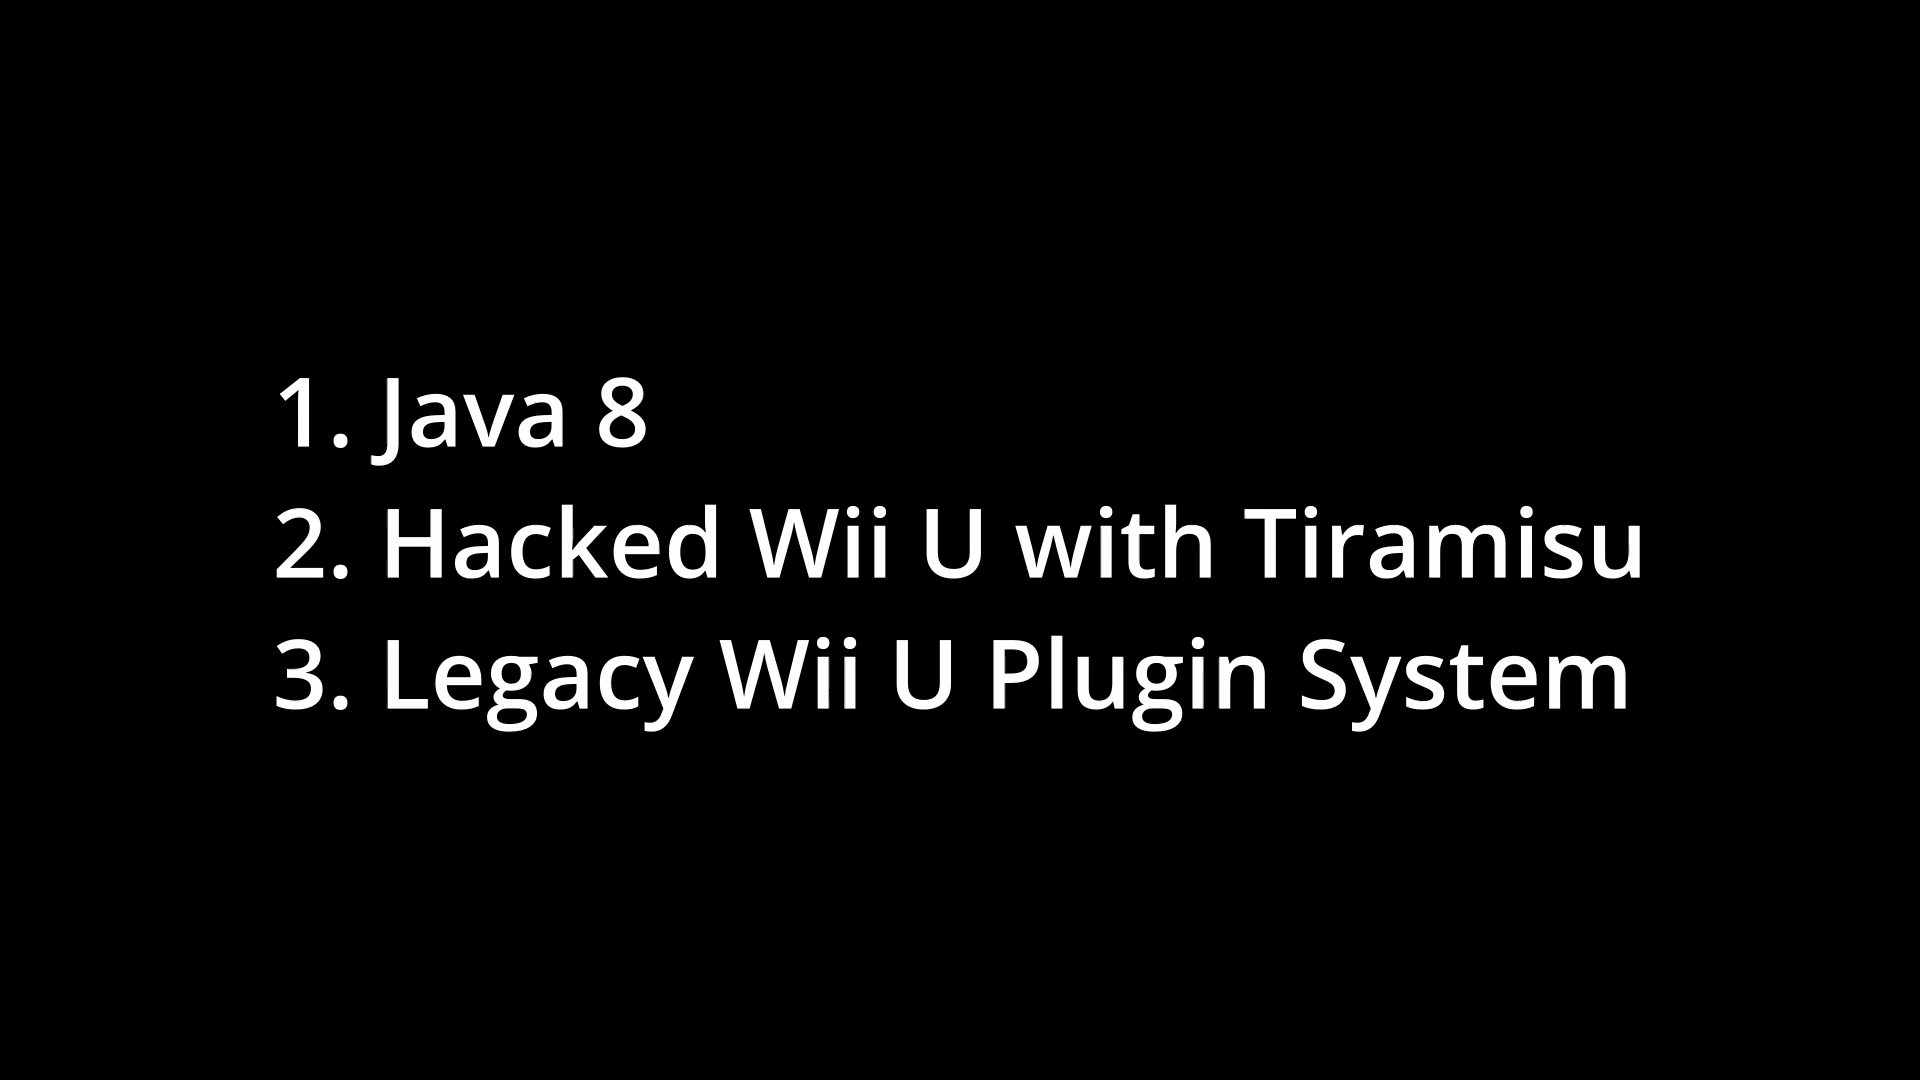 1. Java 8
2. Hacked Wii U with Tiramisu
3. Legacy Wii U Plugin System